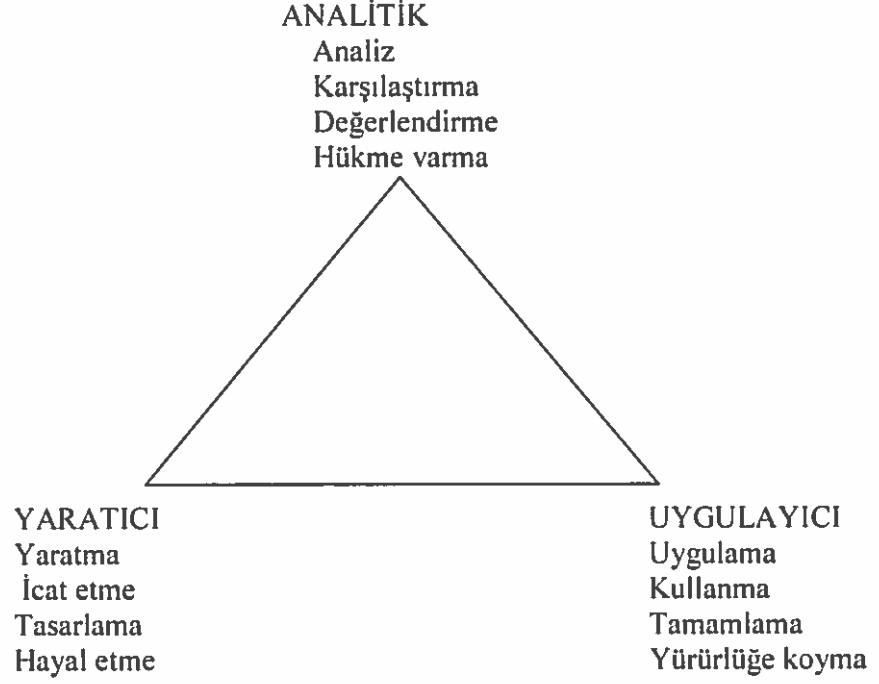 ANALİTİK
Analiz
Karşılaştırma
Değerlendirme
Hükme varma
YARATICI
Yaratma
İcat etme
Tasarlama
Hayal etme
UYGULAYICI
Uygulama
Kullanma
Tamamlama
Yürürlüğe koyma